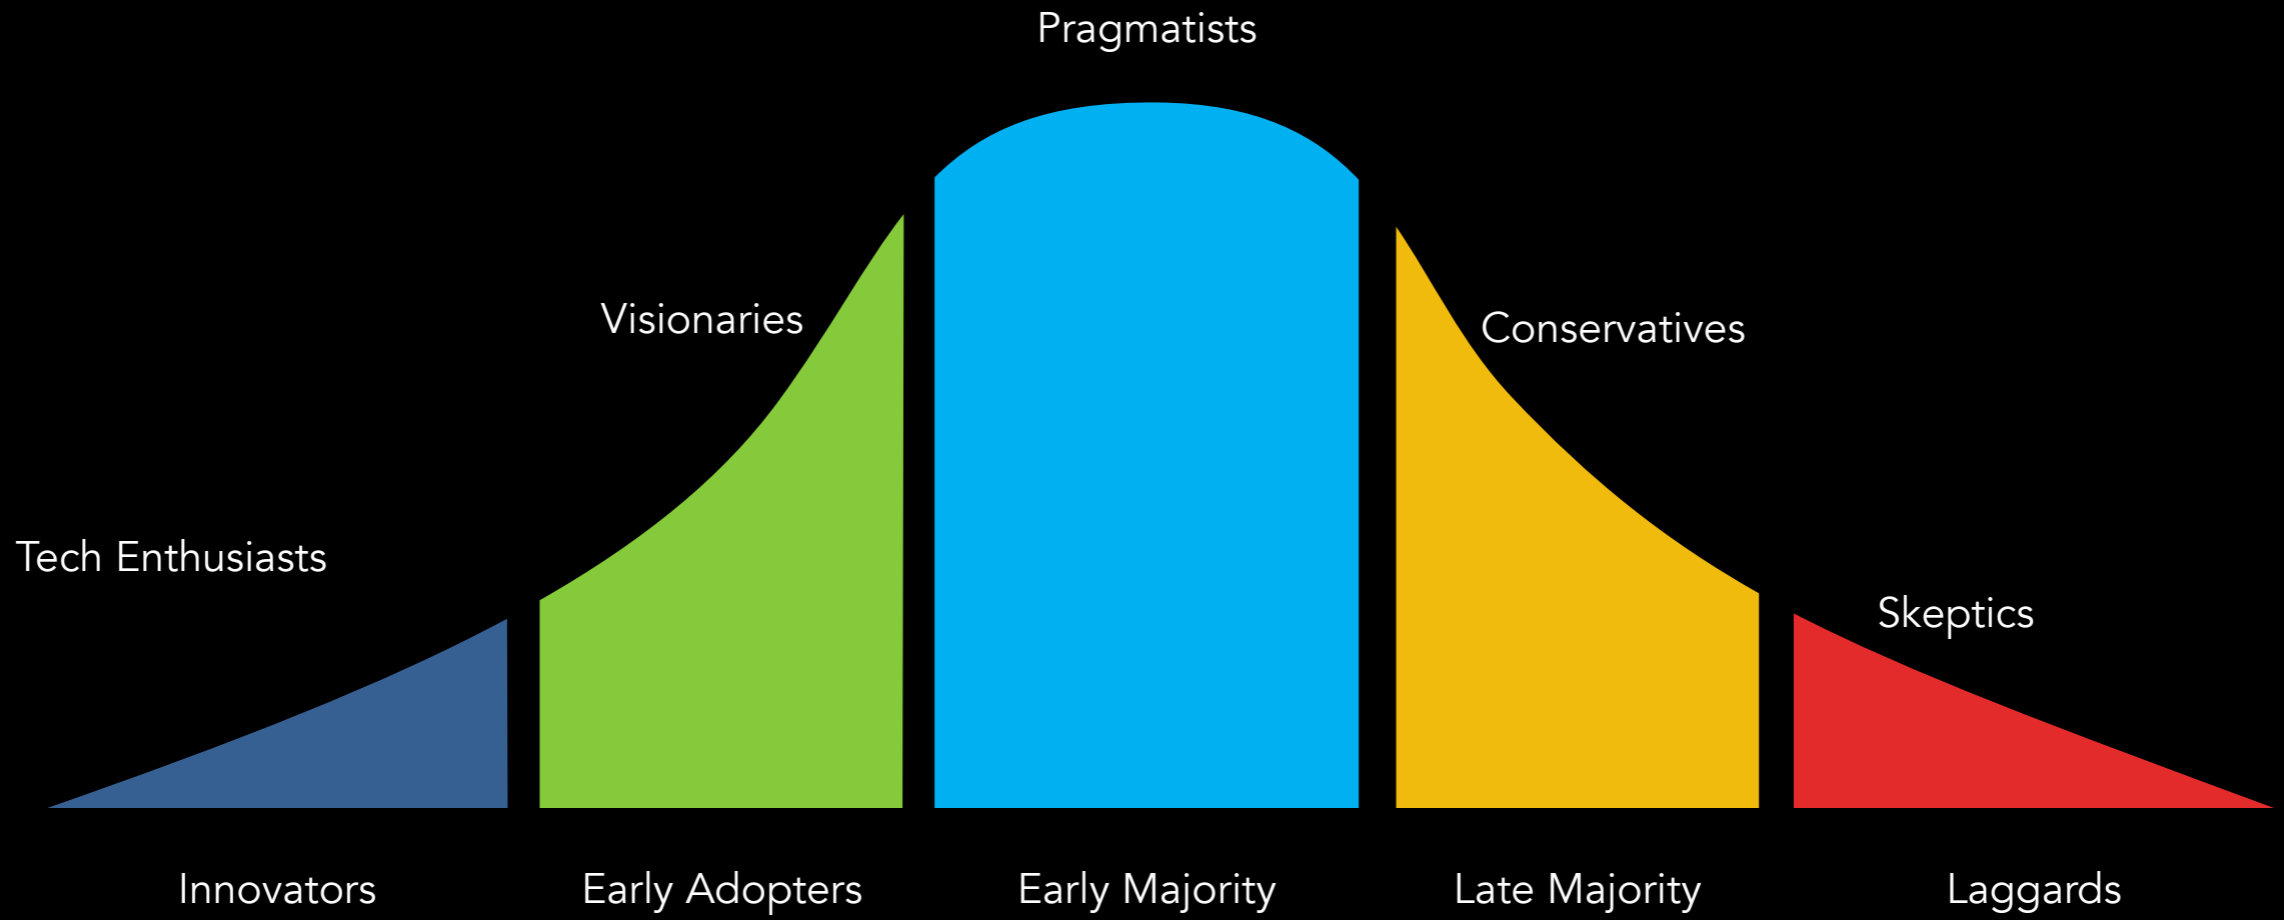 Pragmatists
Visionaries
Conservatives
Tech Enthusiasts
Skeptics
Innovators
Early Adopters
Early Majority
Late Majority
Laggards